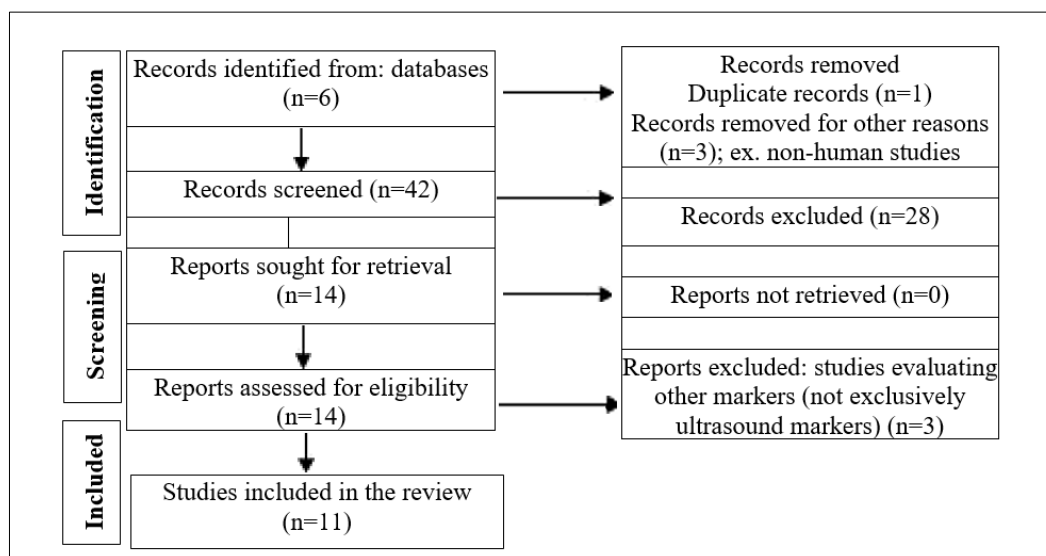 Identification
Records identified from: databases
(n=6)
Records removed
Duplicate records (n=1)
Records removed for other reasons
(n=3); ex. non-human studies
Records screened (n=42)
Records excluded (n=28)
Screening
Reports sought for retrieval
(n=14)
Reports not retrieved (n=0)
Reports assessed for eligibility
(n=14)
Reports excluded: studies evaluating
other markers (not exclusively
ultrasound markers) (n=3)
Included
Studies included in the review
(n=11)